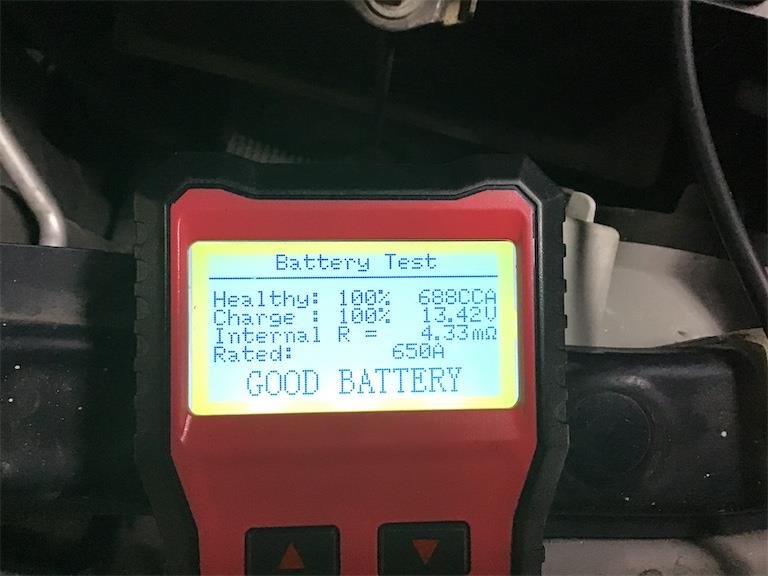 Battery Test
Healthy: 100% 688CCA
Charge : 100% 13.42V
Internal R = 4.33mΩ
Rated: 650A
GOOD BATTERY